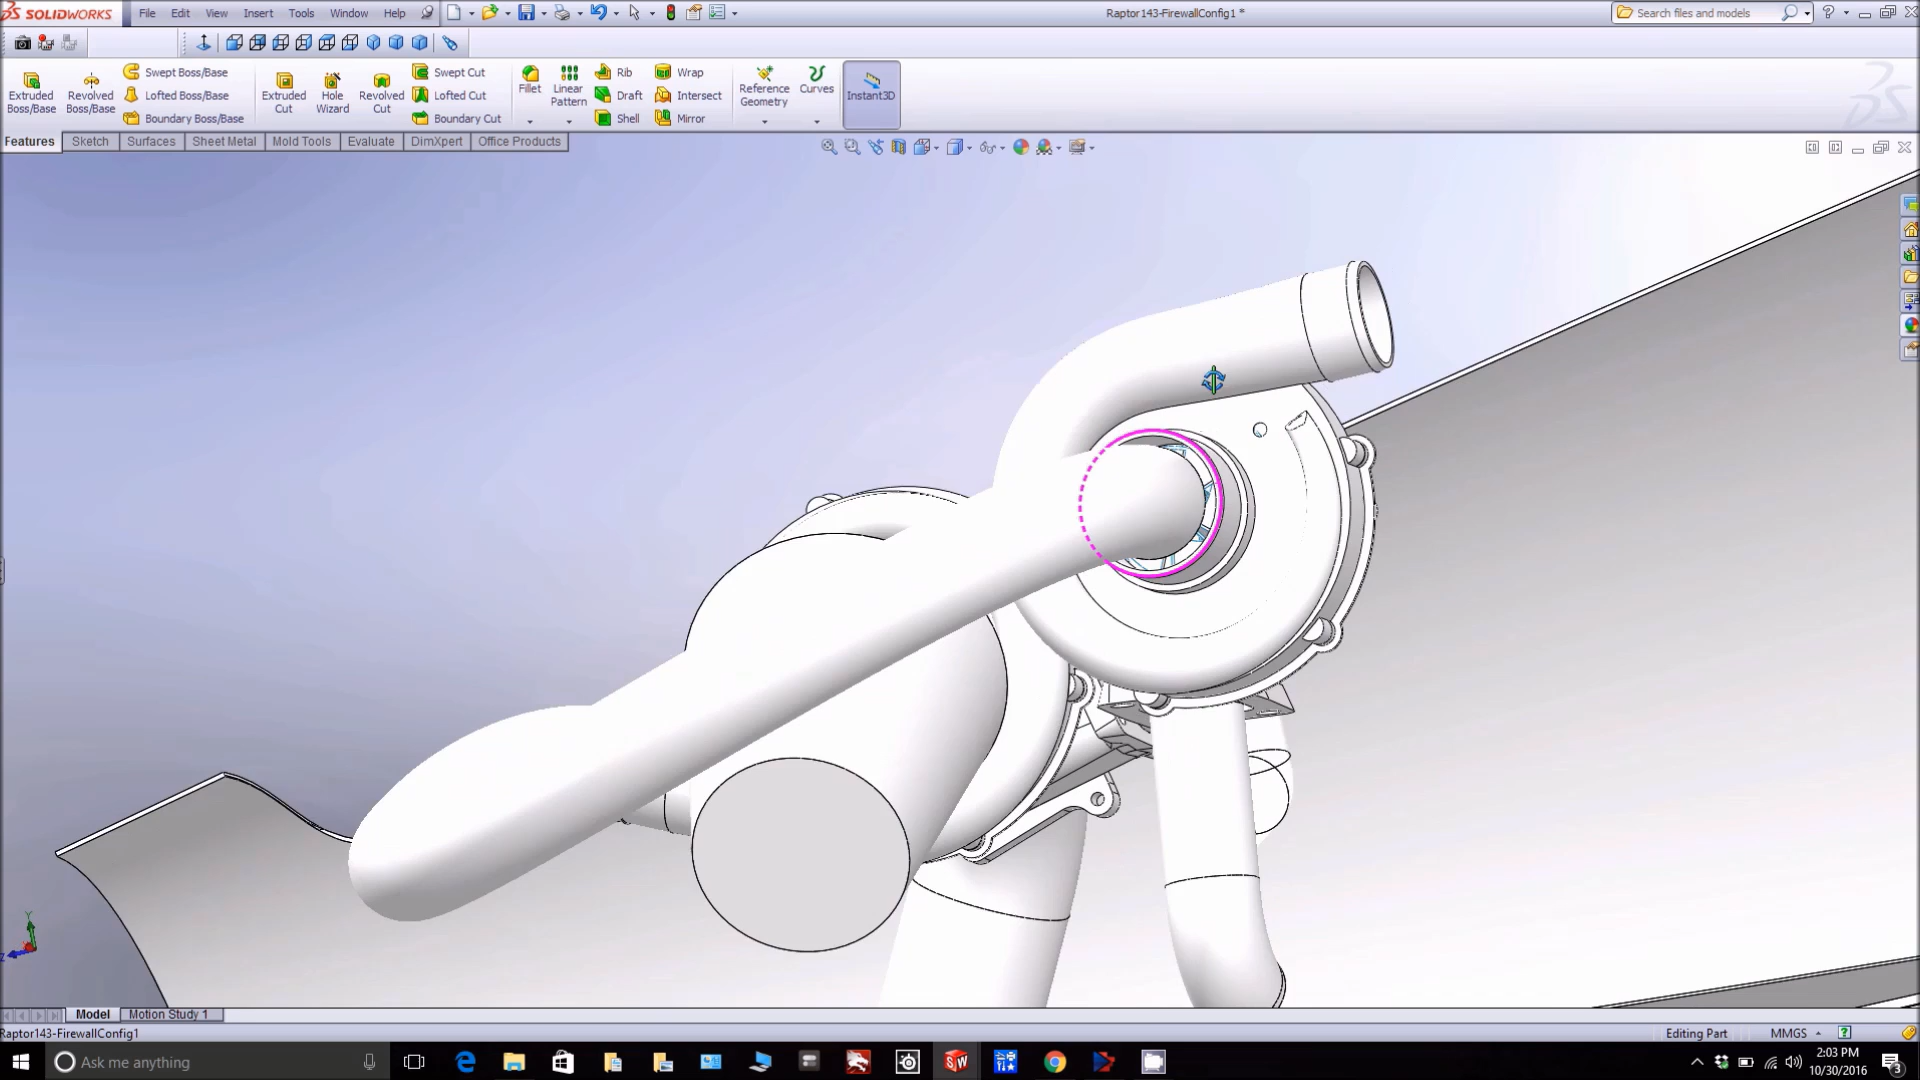 SOLIDWORKS File Edit View Insert Tools Window Help
Raptor143-FirewallConfig1 *
Search files and models
Extruded Boss/Base
Revolved Boss/Base
Swept Boss/Base
Lofted Boss/Base
Boundary Boss/Base
Extruded Cut
Hole Wizard
Revolved Cut
Swept Cut
Lofted Cut
Boundary Cut
Fillet
Linear Pattern
Rib
Draft
Shell
Wrap
Intersect
Mirror
Reference Geometry
Curves
Instant3D
Features Sketch Surfaces Sheet Metal Mold Tools Evaluate DimXpert Office Products
Y
Z
Model Motion Study 1
Raptor143-FirewallConfig1 Editing Part MMGS
Ask me anything
SW
2:03 PM
10/30/2016
3